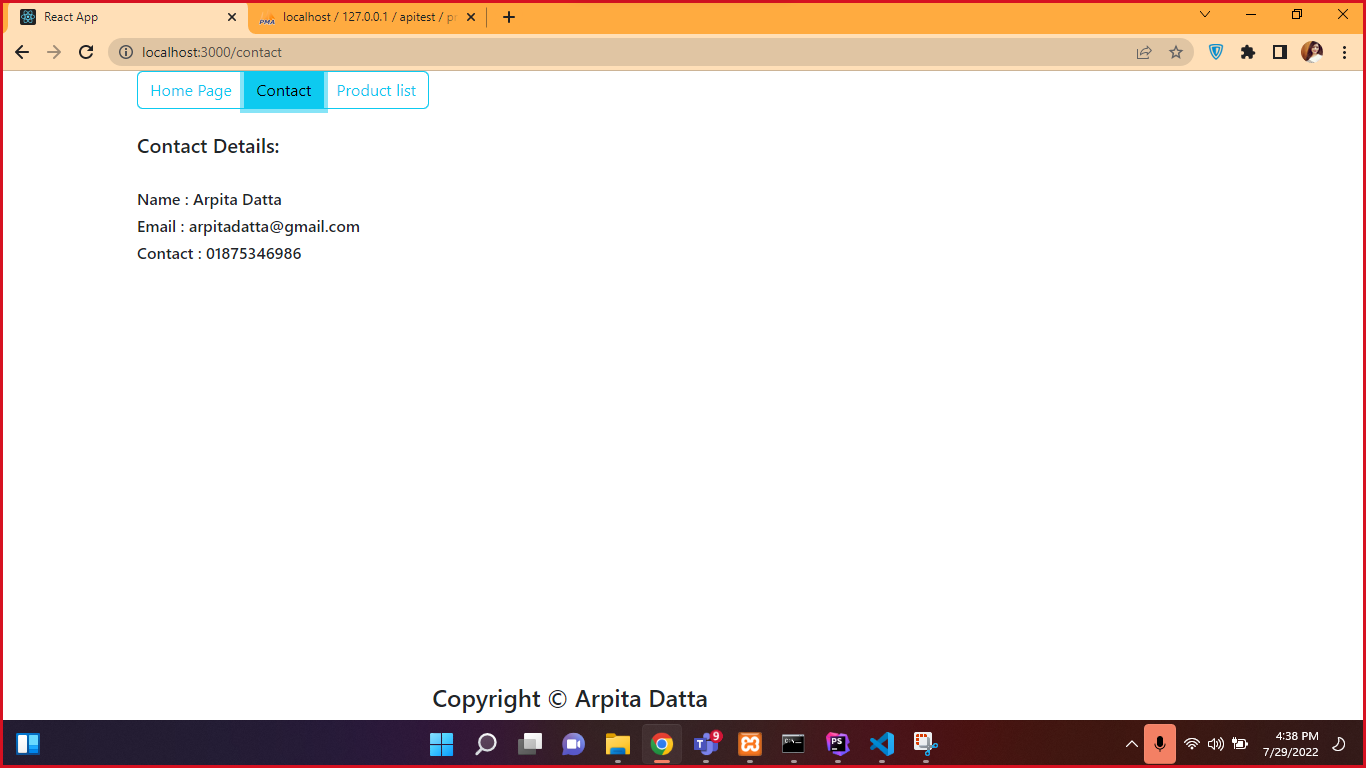 React App
PMA localhost / 127.0.0.1 / apitest / pr
localhost:3000/contact
Home Page Contact Product list
Contact Details:
Name : Arpita Datta
Email : arpitadatta@gmail.com
Contact : 01875346986
Copyright © Arpita Datta
9
PS
4:38 PM
7/29/2022